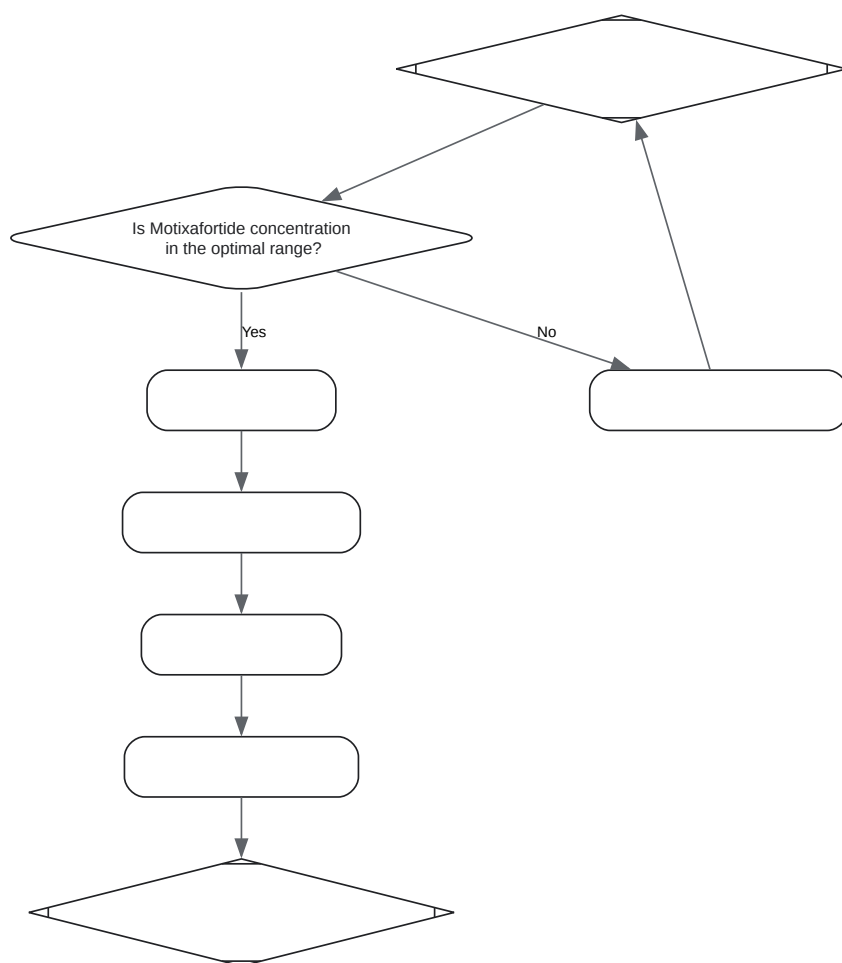 Is Motixafortide concentration
in the optimal range?
Yes
No